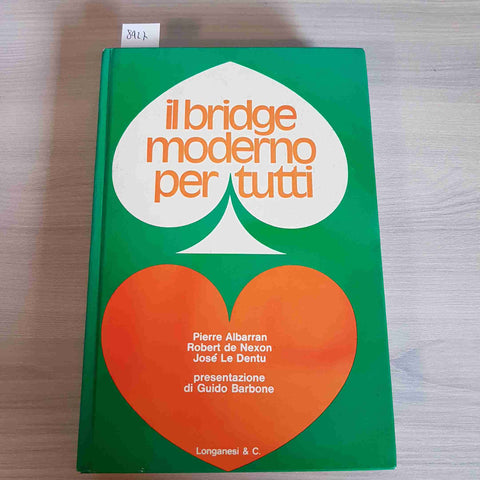 il bridge
moderno
per tutti
Pierre Albarran
Robert de Nexon
José Le Dentu
presentazione
di Guido Barbone
Longanesi & C.